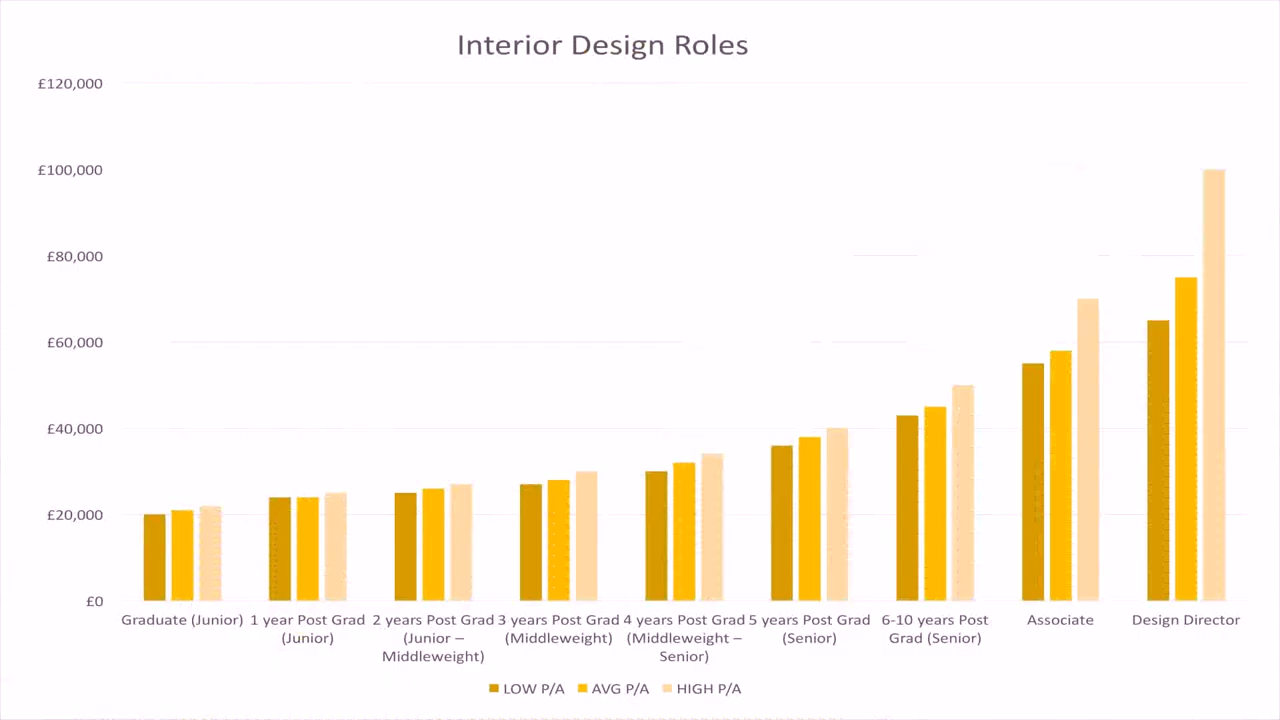 Interior Design Roles
£120,000
£100,000
£80,000
£60,000
£40,000
£20,000
£0
Graduate (Junior)
1 year Post Grad
(Junior)
2 years Post Grad
(Junior –
Middleweight)
3 years Post Grad
(Middleweight)
4 years Post Grad
(Middleweight –
Senior)
5 years Post Grad
(Senior)
6-10 years Post
Grad (Senior)
Associate
Design Director
LOW P/A
AVG P/A
HIGH P/A